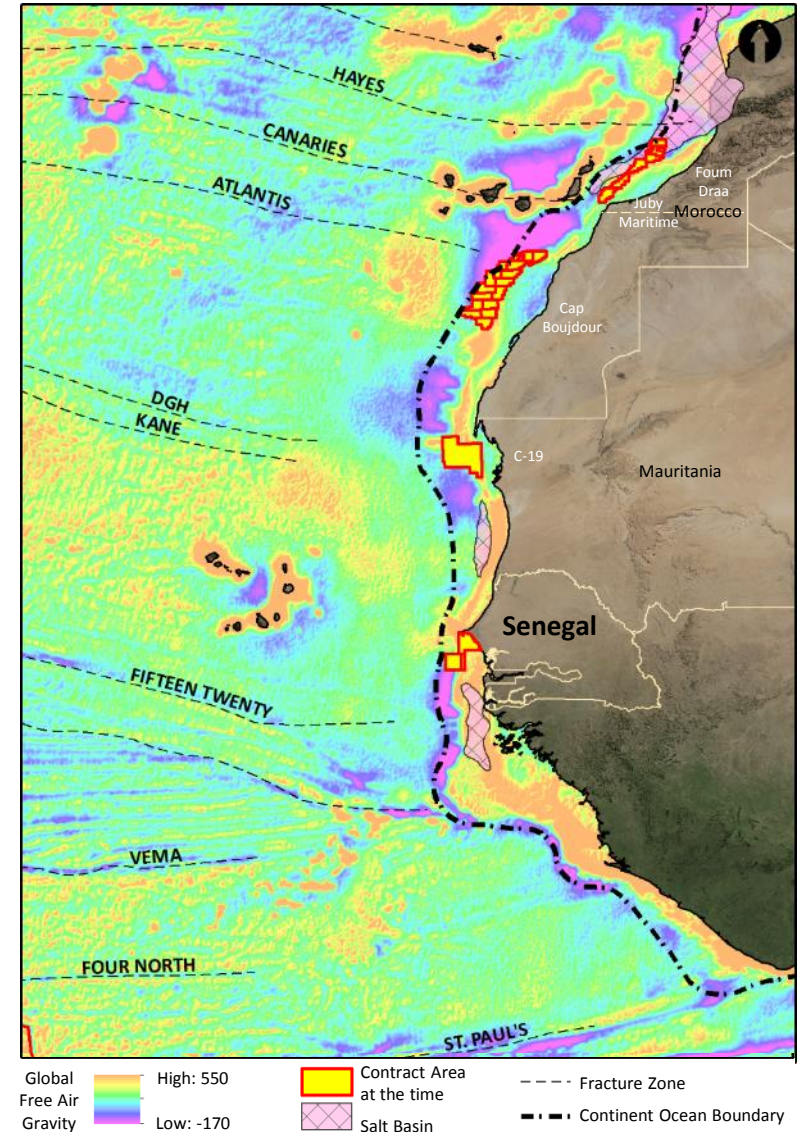 HAYES
CANARIES
ATLANTIS
Foum
Draa
Juby
Maritime
Morocco
Cap
Boujdour
DGH
KANE
C-19
Mauritania
Senegal
FIFTEEN TWENTY
VEMA
FOUR NORTH
ST. PAUL'S
Global
Free Air
Gravity
High: 550
Low: -170
Contract Area
at the time
Salt Basin
Fracture Zone
Continent Ocean Boundary